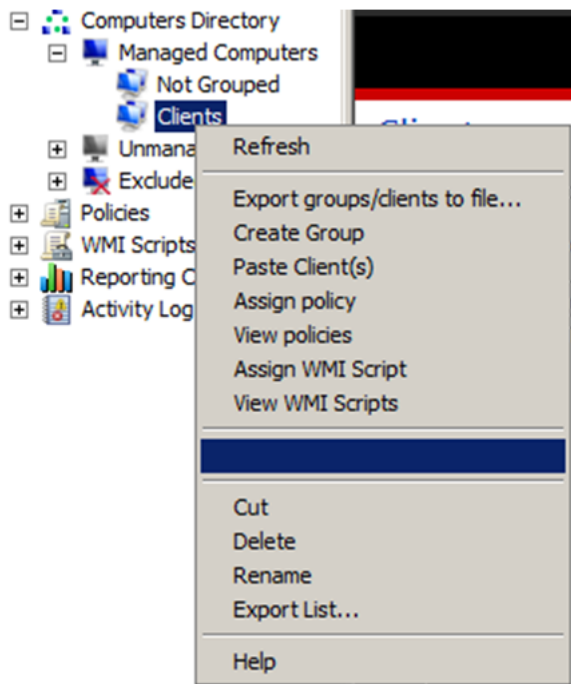 Computers Directory
Managed Computers
Not Grouped
Clients
Unmana
Exclude
Policies
WMI Scripts
Reporting C
Activity Log
Refresh
Export groups/clients to file...
Create Group
Paste Client(s)
Assign policy
View policies
Assign WMI Script
View WMI Scripts
Cut
Delete
Rename
Export List...
Help